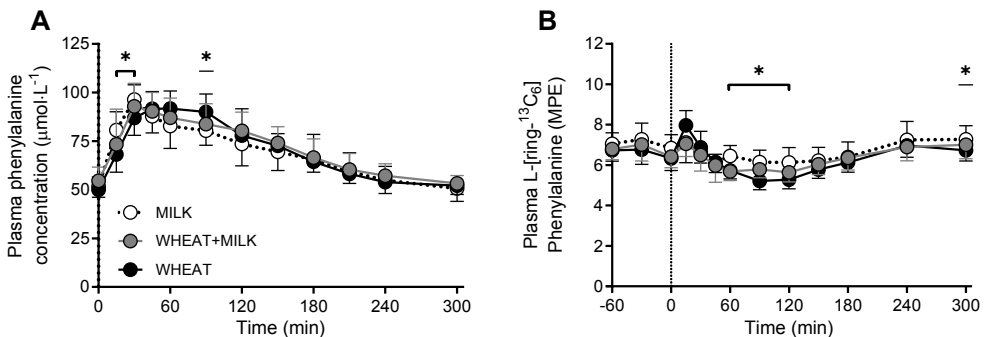 A
Plasma phenylalanine
concentration (μmol·L⁻¹)
125
100
75
50
25
0
*
*
MILK
WHEAT+MILK
WHEAT
0 60 120 180 240 300
Time (min)
B
Plasma L-[ring-¹³C₆]
Phenylalanine (MPE)
12
10
8
6
4
2
0
*
*
-60 0 60 120 180 240 300
Time (min)